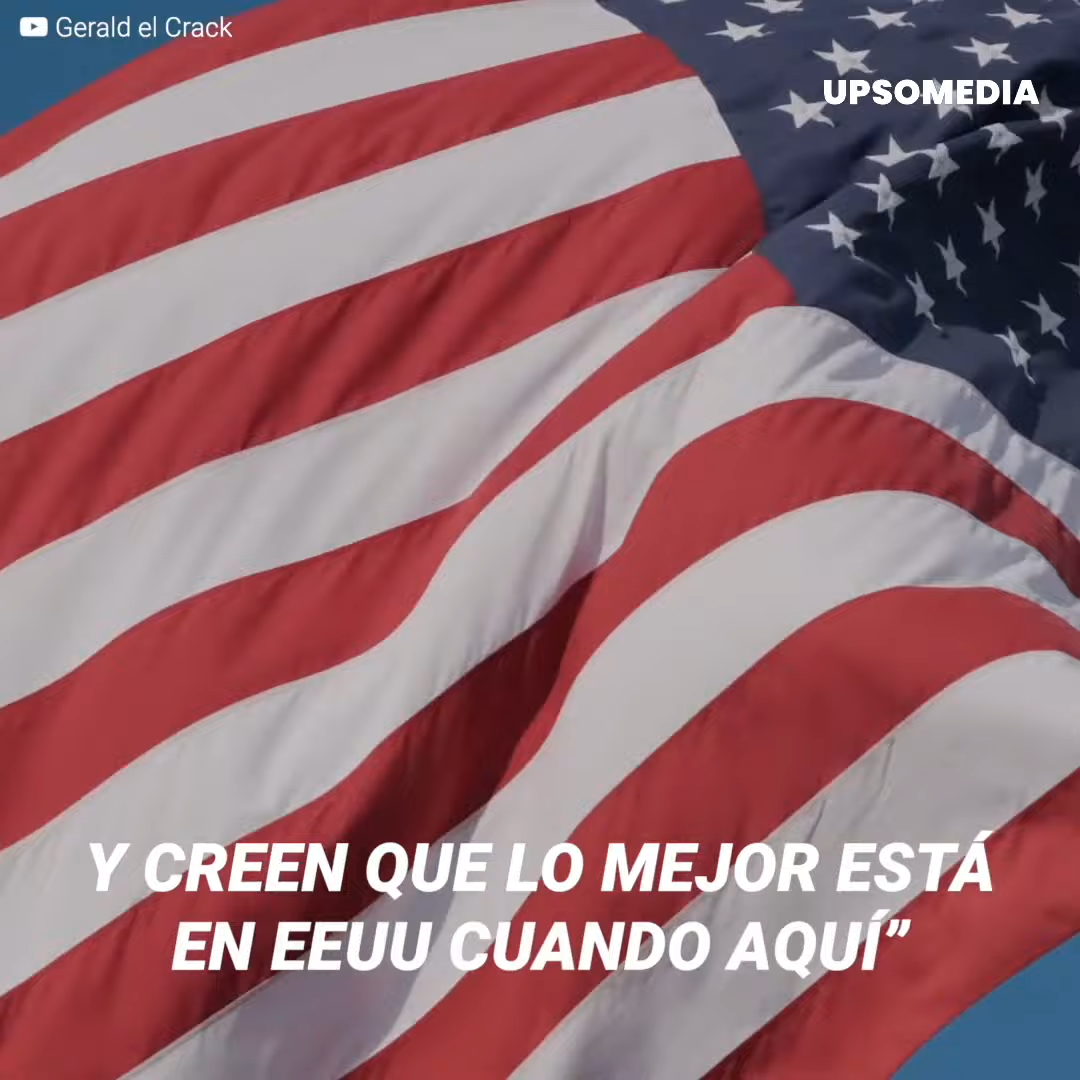 Gerald el Crack
UPSOMEDIA
Y CREEN QUE LO MEJOR ESTÁ
EN EEUU CUANDO AQUÍ”